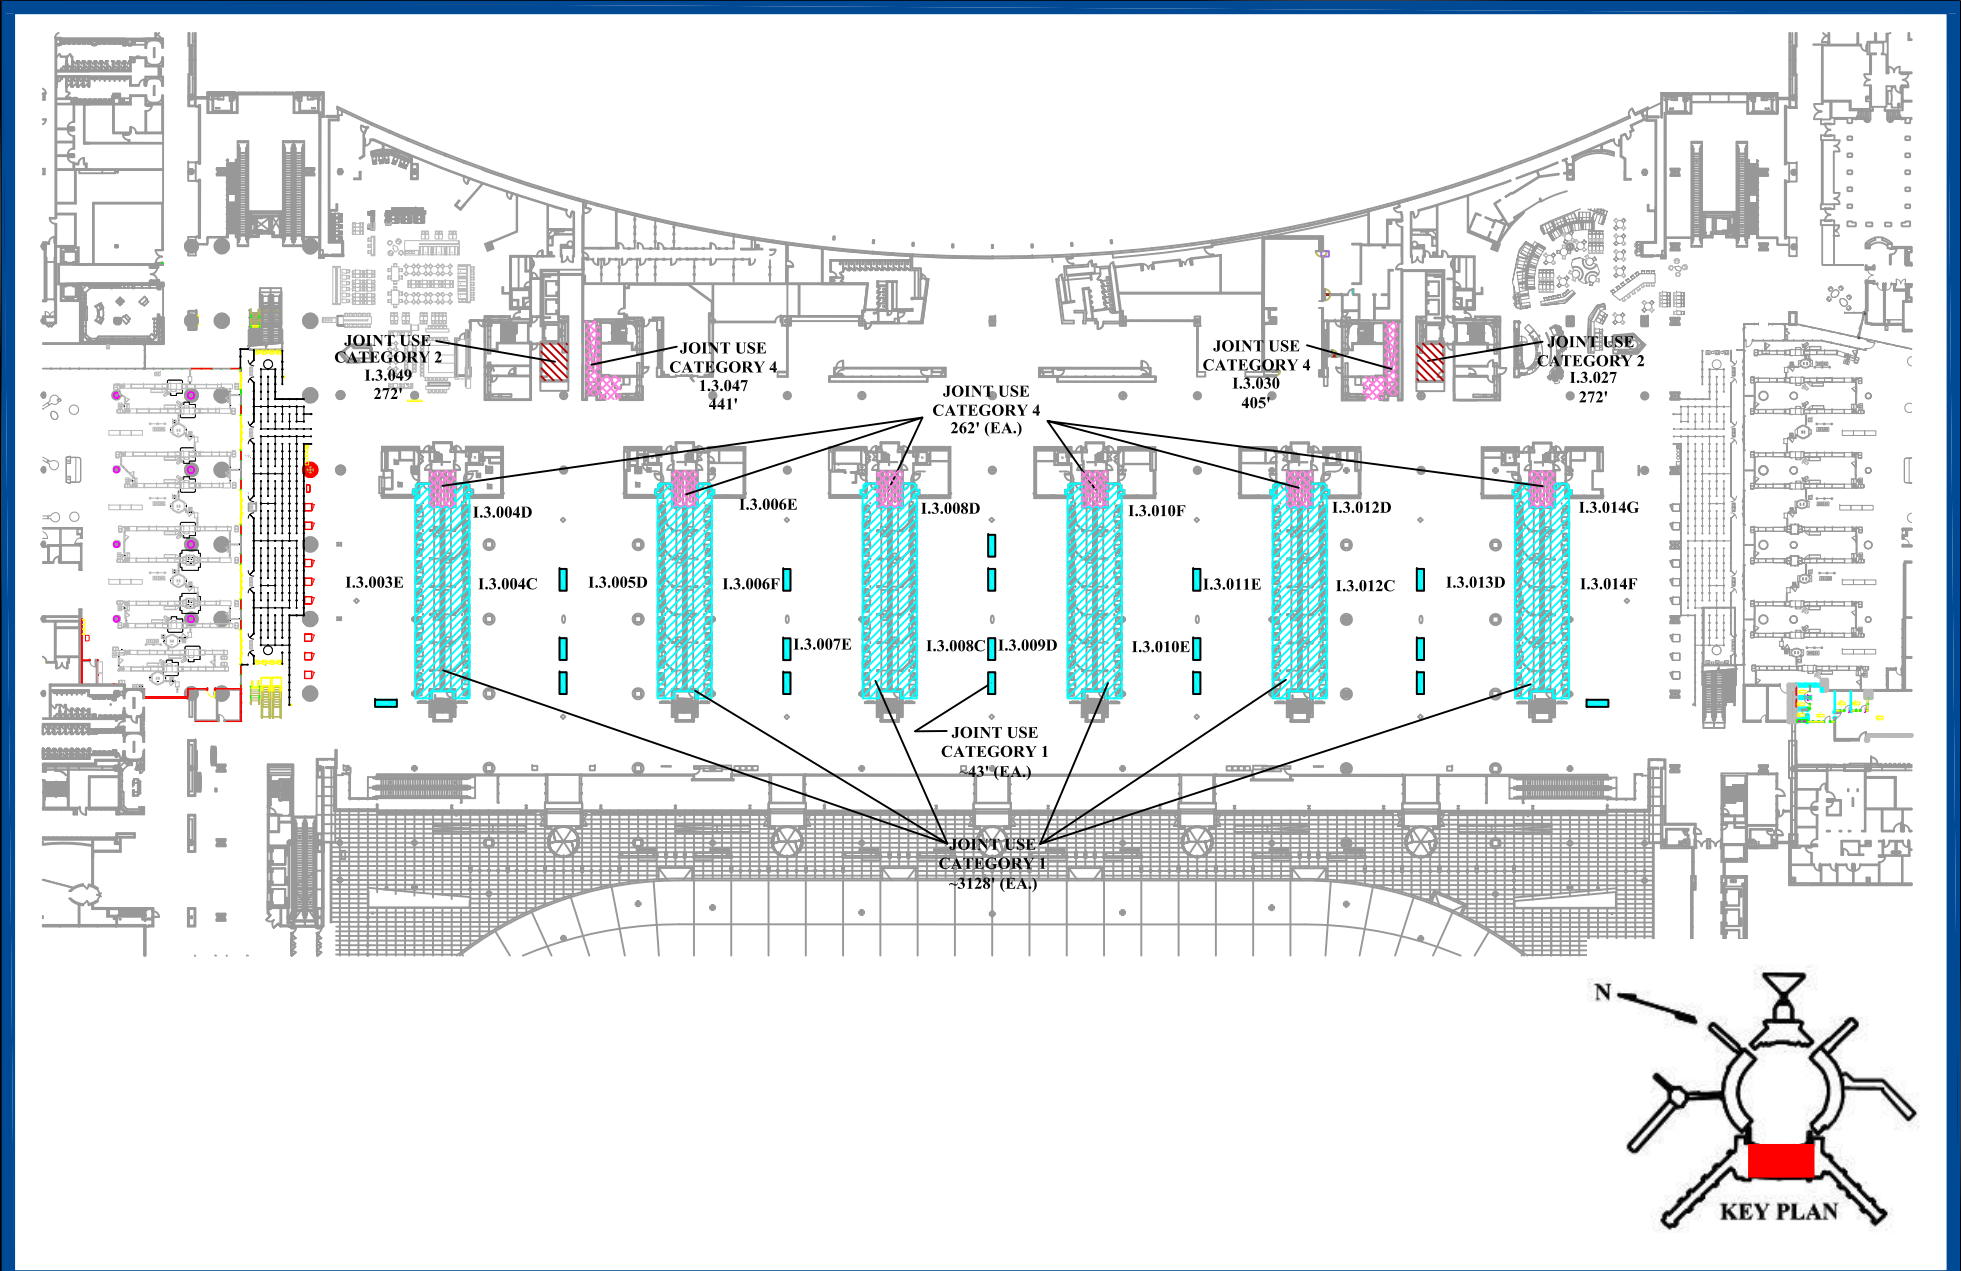 JOINT USE
CATEGORY 2
I.3.049
272'
JOINT USE
CATEGORY 4
I.3.047
441'
JOINT USE
CATEGORY 4
262' (EA.)
JOINT USE
CATEGORY 4
I.3.030
405'
JOINT USE
CATEGORY 2
I.3.027
272'
I.3.004D
I.3.006E
I.3.008D
I.3.010F
I.3.012D
I.3.014G
I.3.003E
I.3.004C
I.3.005D
I.3.006F
I.3.011E
I.3.012C
I.3.013D
I.3.014F
I.3.007E
I.3.008C
I.3.009D
I.3.010E
JOINT USE
CATEGORY 1
~43' (EA.)
JOINT USE
CATEGORY 1
~3128' (EA.)
N
KEY PLAN